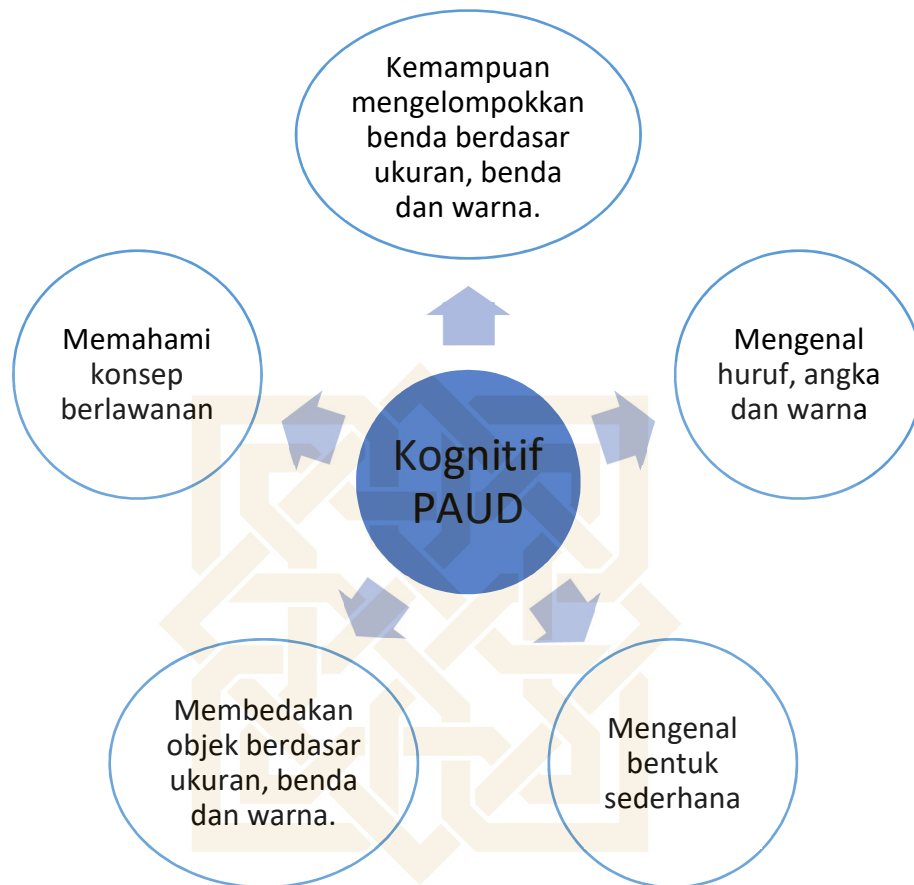 Kemampuan
mengelompokkan
benda berdasar
ukuran, benda
dan warna.
Memahami
konsep
berlawanan
Mengenal
huruf, angka
dan warna
Kognitif
PAUD
Membedakan
objek berdasar
ukuran, benda
dan warna.
Mengenal
bentuk
sederhana